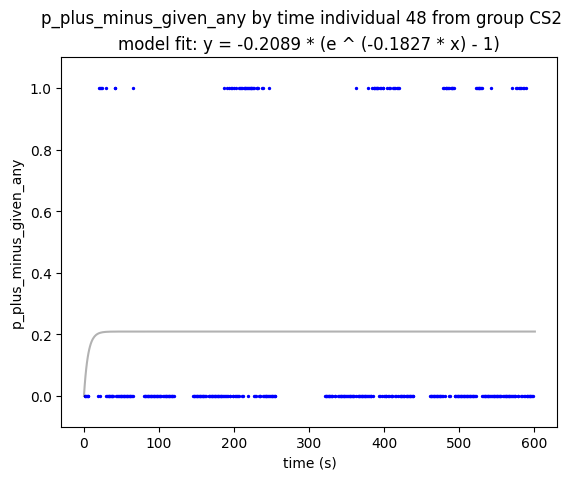 p_plus_minus_given_any by time individual 48 from group CS2
model fit: y = -0.2089 * (e ^ (-0.1827 * x) - 1)
1.0
0.8
0.6
0.4
0.2
0.0
p_plus_minus_given_any
0 100 200 300 400 500 600
time (s)